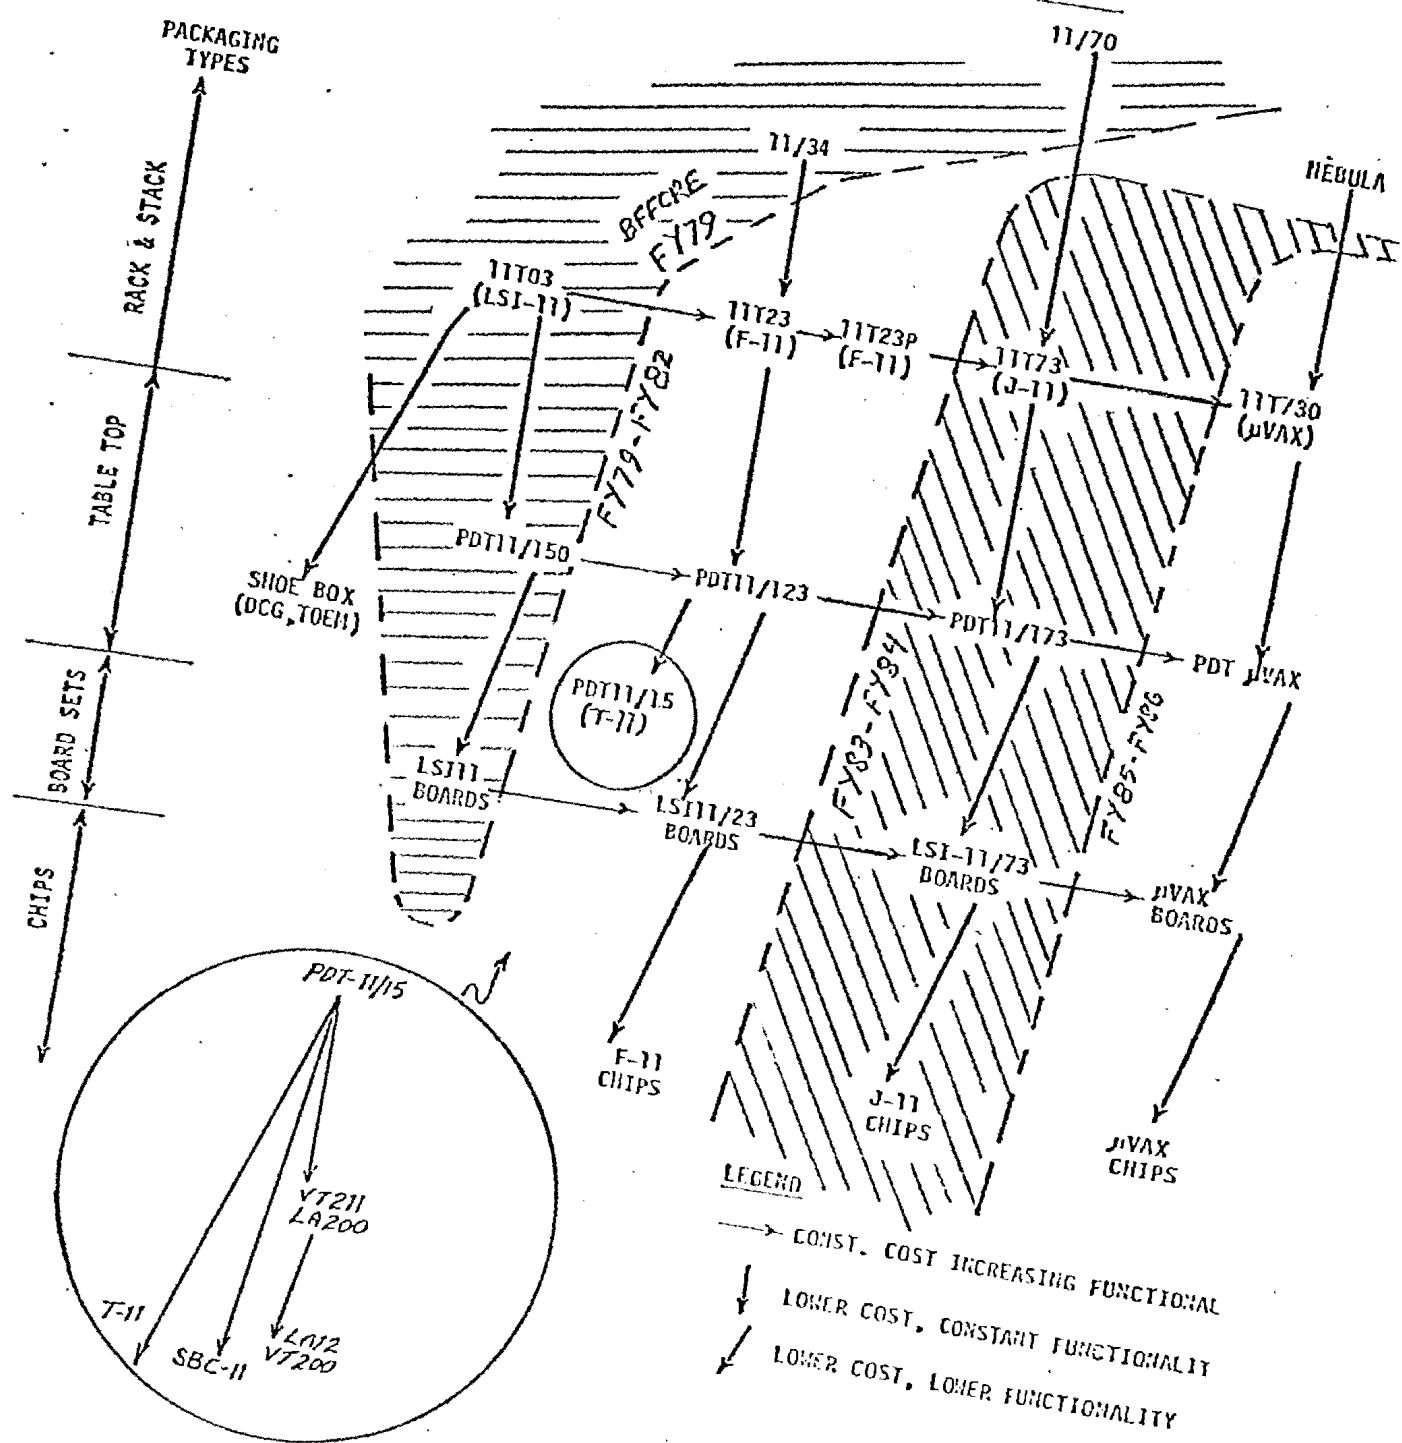 PACKAGING
TYPES
11/70
11/34
NEBULA
RACK & STACK
BEFORE
FY79
11T03
(LSI-11)
11T23
(F-11)
11T23P
(F-11)
11T73
(J-11)
11T/30
(µVAX)
TABLE TOP
FY79-FY82
PDT11/150
SHOE BOX
(DCG,TOEM)
PDT11/123
PDT11/173
PDT µVAX
BOARD SETS
PDT11/15
(T-11)
FY83-FY84
FY85-FY86
LSI11
BOARDS
LSI11/23
BOARDS
LSI-11/73
BOARDS
µVAX
BOARDS
CHIPS
F-11
CHIPS
J-11
CHIPS
µVAX
CHIPS
PDT-11/15
VT211
LA200
T-11
SBC-11
LA12
VT200
LEGEND
CONST. COST INCREASING FUNCTIONAL
LOWER COST, CONSTANT FUNCTIONALIT
LOWER COST, LOWER FUNCTIONALITY